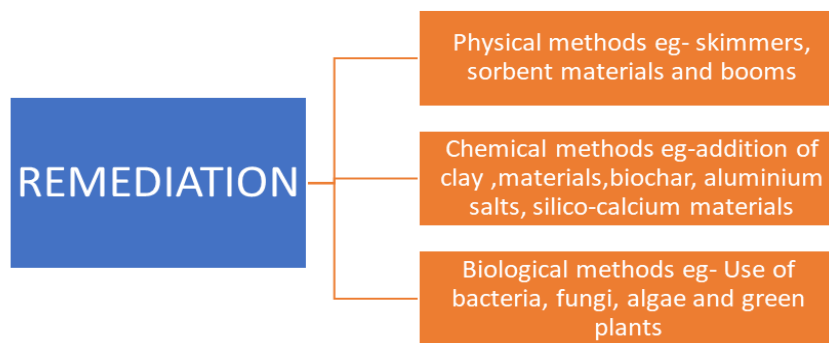 REMEDIATION
Physical methods eg- skimmers,
sorbent materials and booms
Chemical methods eg-addition of
clay ,materials,biochar, aluminium
salts, silico-calcium materials
Biological methods eg- Use of
bacteria, fungi, algae and green
plants